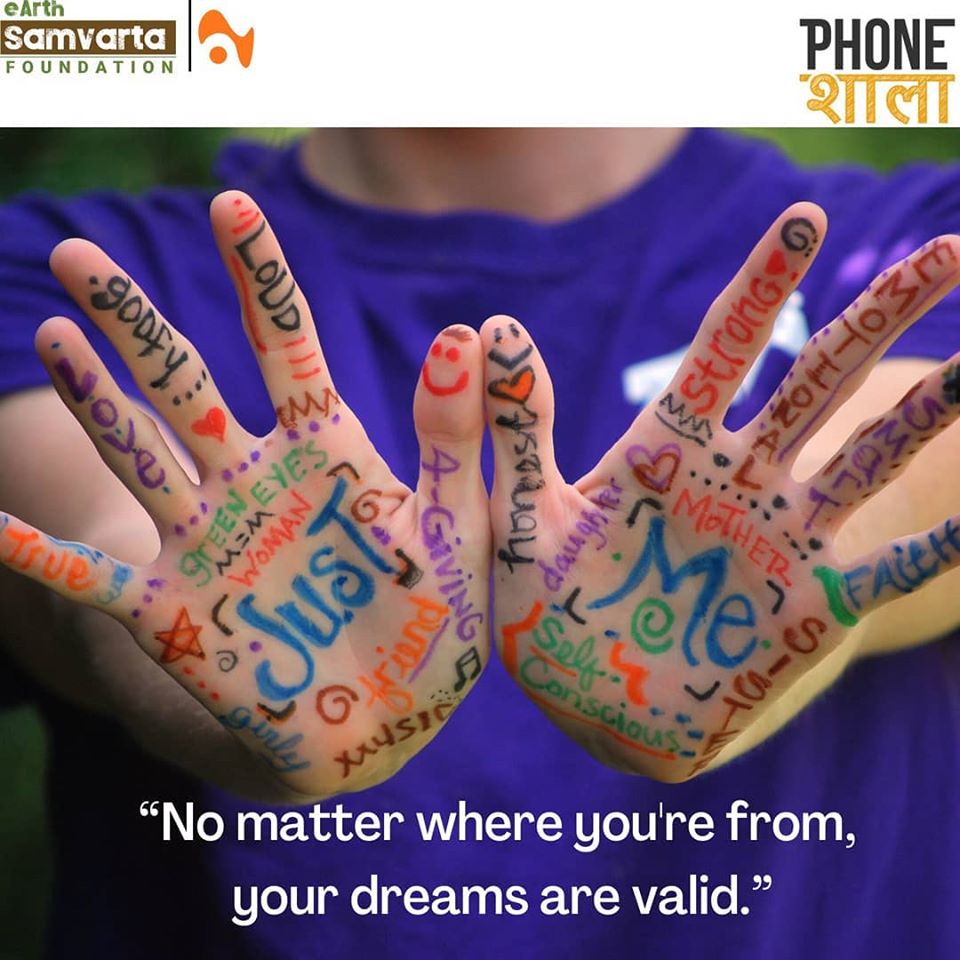 eArth
Samvarta
FOUNDATION
PHONE
शाला
LOUD!!!
goofy...
Love
True
greEN EYES
WOMAN
JUST
A-GiViNG
friend
girly
MUSIC
honest
strong
EMOTIONAL
daughter
MOTHER
Me
FAitH
Self-
Conscious
“No matter where you're from,
your dreams are valid.”